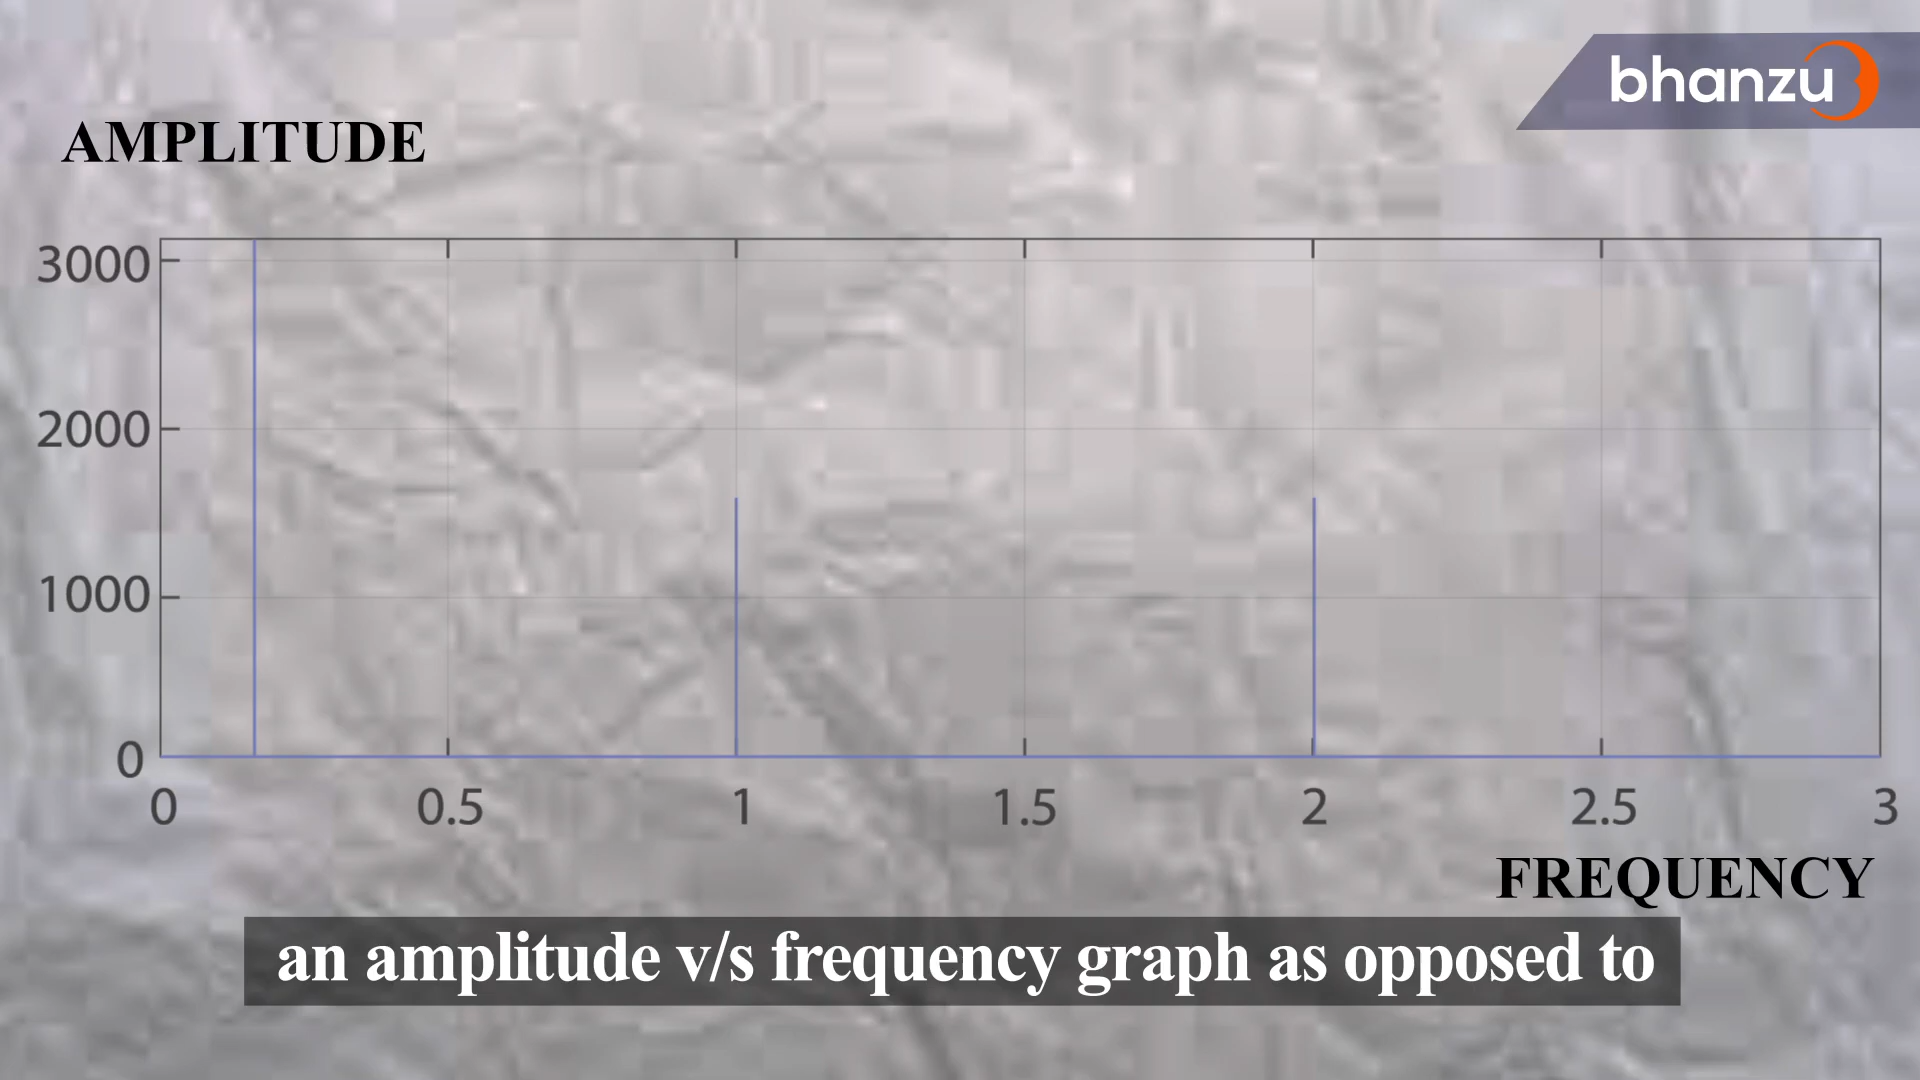 bhanzu
AMPLITUDE
3000
2000
1000
0
0 0.5 1 1.5 2 2.5 3
FREQUENCY
an amplitude v/s frequency graph as opposed to